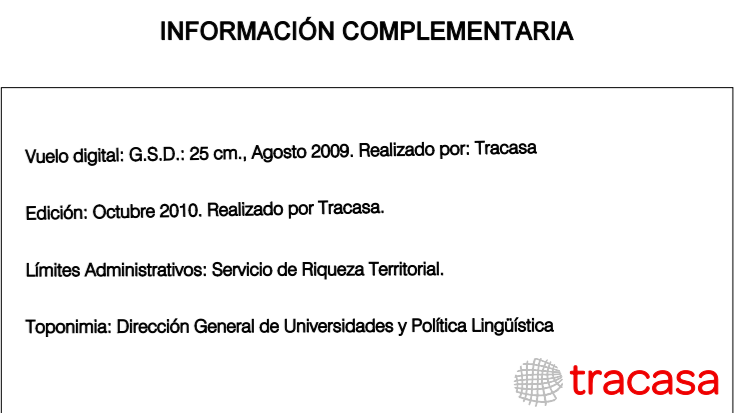 INFORMACIÓN COMPLEMENTARIA
Vuelo digital: G.S.D.: 25 cm., Agosto 2009. Realizado por: Tracasa
Edición: Octubre 2010. Realizado por Tracasa.
Límites Administrativos: Servicio de Riqueza Territorial.
Toponimia: Dirección General de Universidades y Política Lingüística
tracasa